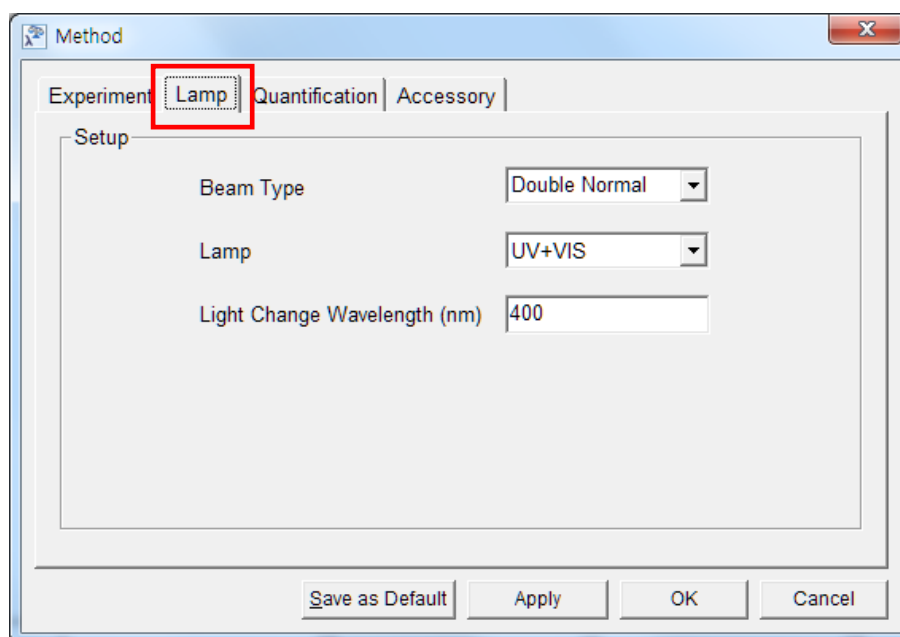 Method
Experiment Lamp Quantification Accessory
Setup
Beam Type Double Normal
Lamp UV+VIS
Light Change Wavelength (nm) 400
Save as Default Apply OK Cancel